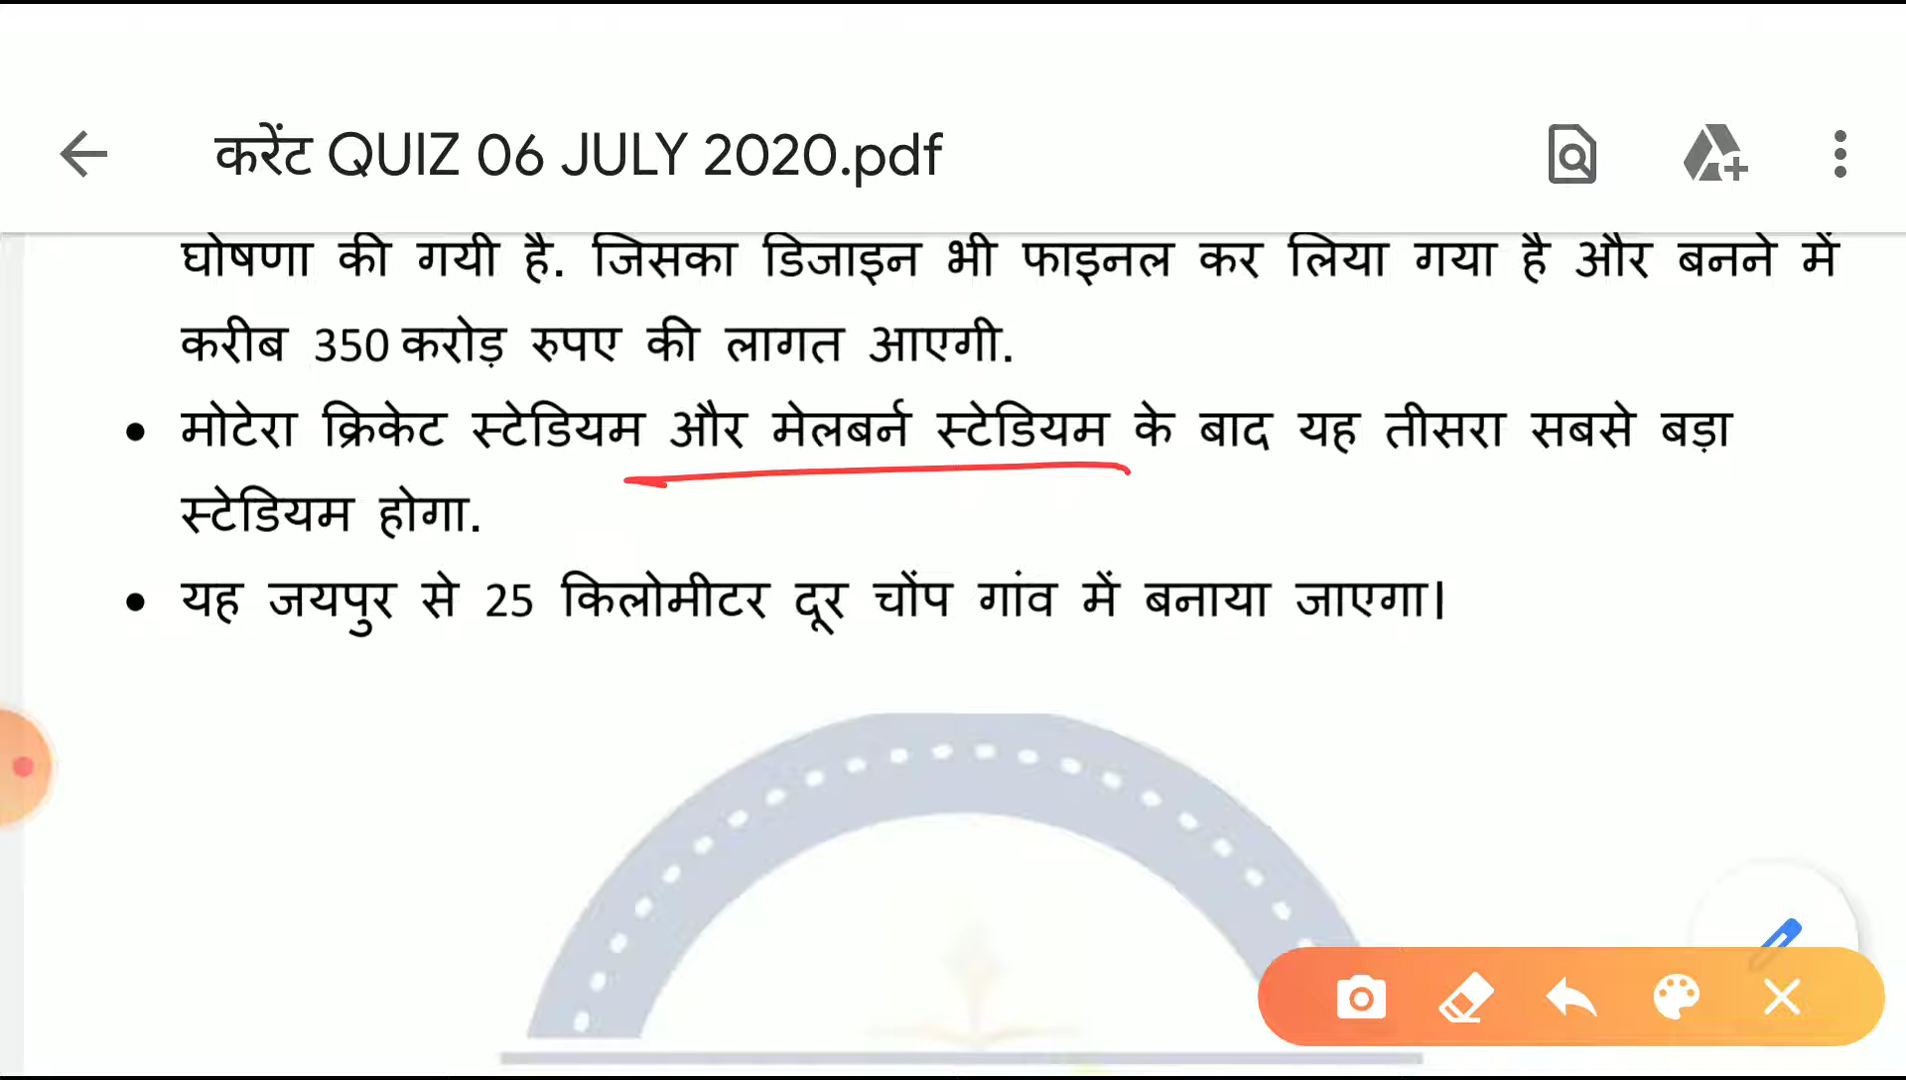 करेंट QUIZ 06 JULY 2020.pdf
घोषणा की गयी है. जिसका डिजाइन भी फाइनल कर लिया गया है और बनने में
करीब 350 करोड़ रुपए की लागत आएगी.
• मोटेरा क्रिकेट स्टेडियम और मेलबर्न स्टेडियम के बाद यह तीसरा सबसे बड़ा
स्टेडियम होगा.
• यह जयपुर से 25 किलोमीटर दूर चोंप गांव में बनाया जाएगा।